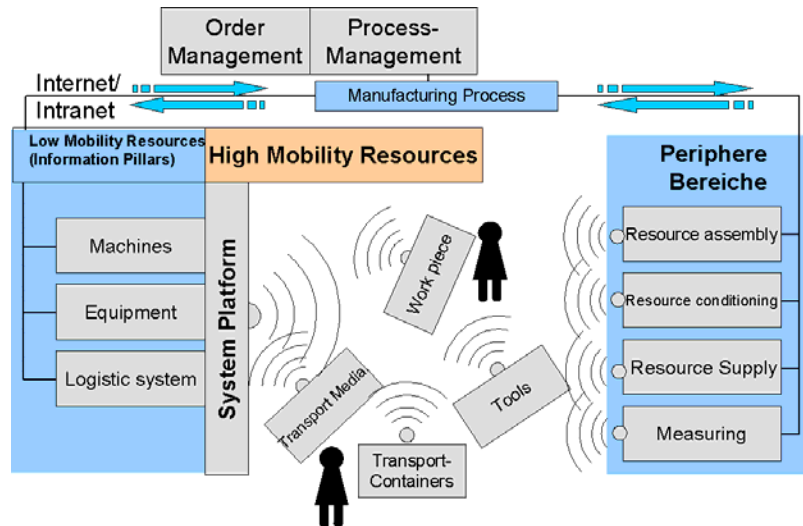 Order
Management
Process-
Management
Internet/
Intranet
Manufacturing Process
Low Mobility Resources
(Information Pillars)
High Mobility Resources
Periphere
Bereiche
Machines
Equipment
Logistic system
System Platform
Work piece
Transport Media
Transport-
Containers
Tools
Resource assembly
Resource conditioning
Resource Supply
Measuring